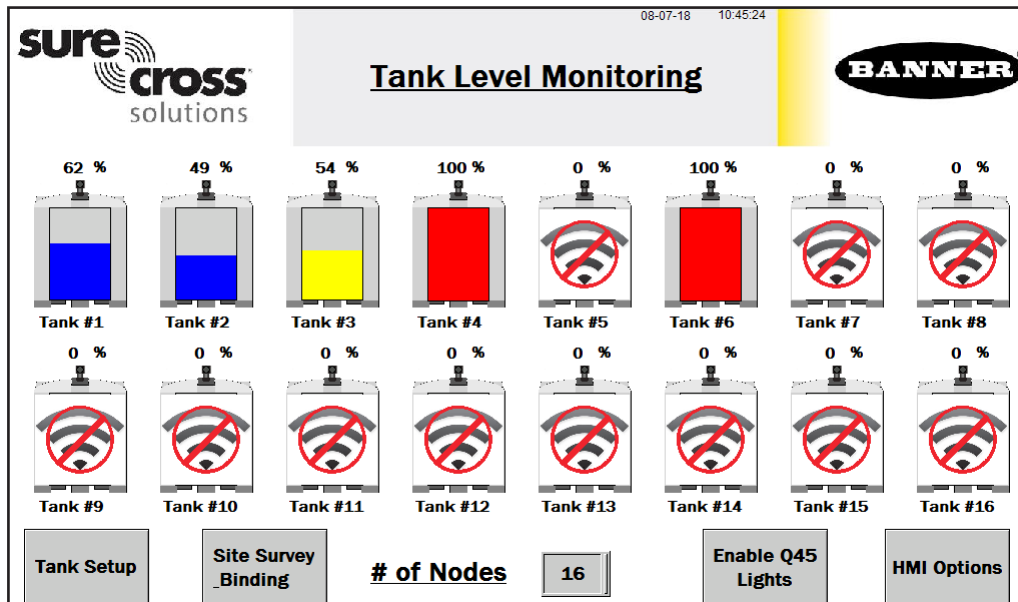 08-07-18 10:45:24
sure
cross
solutions
Tank Level Monitoring
BANNER
62 % 49 % 54 % 100 % 0 % 100 % 0 % 0 %
Tank #1 Tank #2 Tank #3 Tank #4 Tank #5 Tank #6 Tank #7 Tank #8
0 % 0 % 0 % 0 % 0 % 0 % 0 % 0 %
Tank #9 Tank #10 Tank #11 Tank #12 Tank #13 Tank #14 Tank #15 Tank #16
Tank Setup
Site Survey
_Binding
# of Nodes
16
Enable Q45
Lights
HMI Options